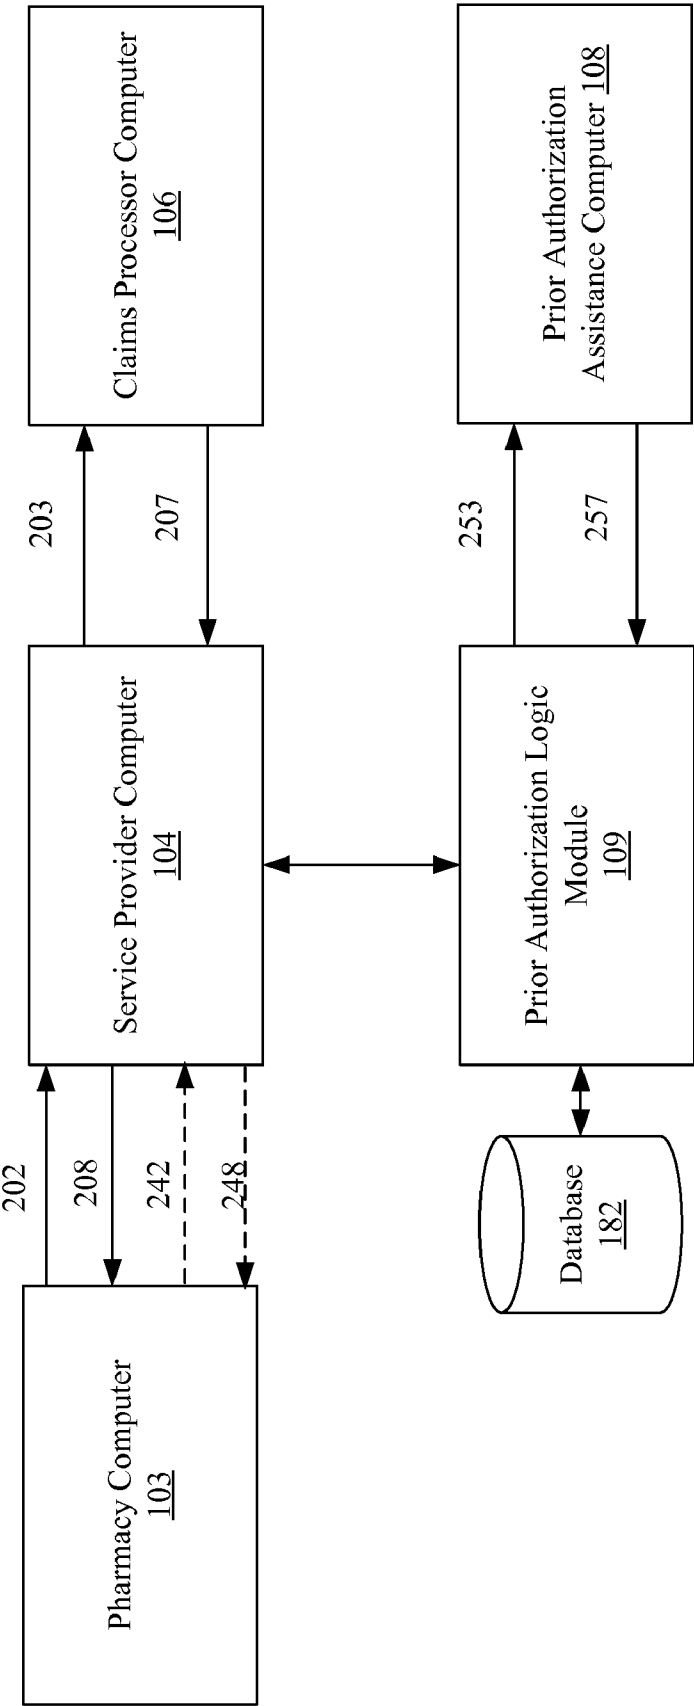 Pharmacy Computer
103
202
208
242
248
Service Provider Computer
104
203
207
Claims Processor Computer
106
Database
182
Prior Authorization Logic
Module
109
253
257
Prior Authorization
Assistance Computer 108